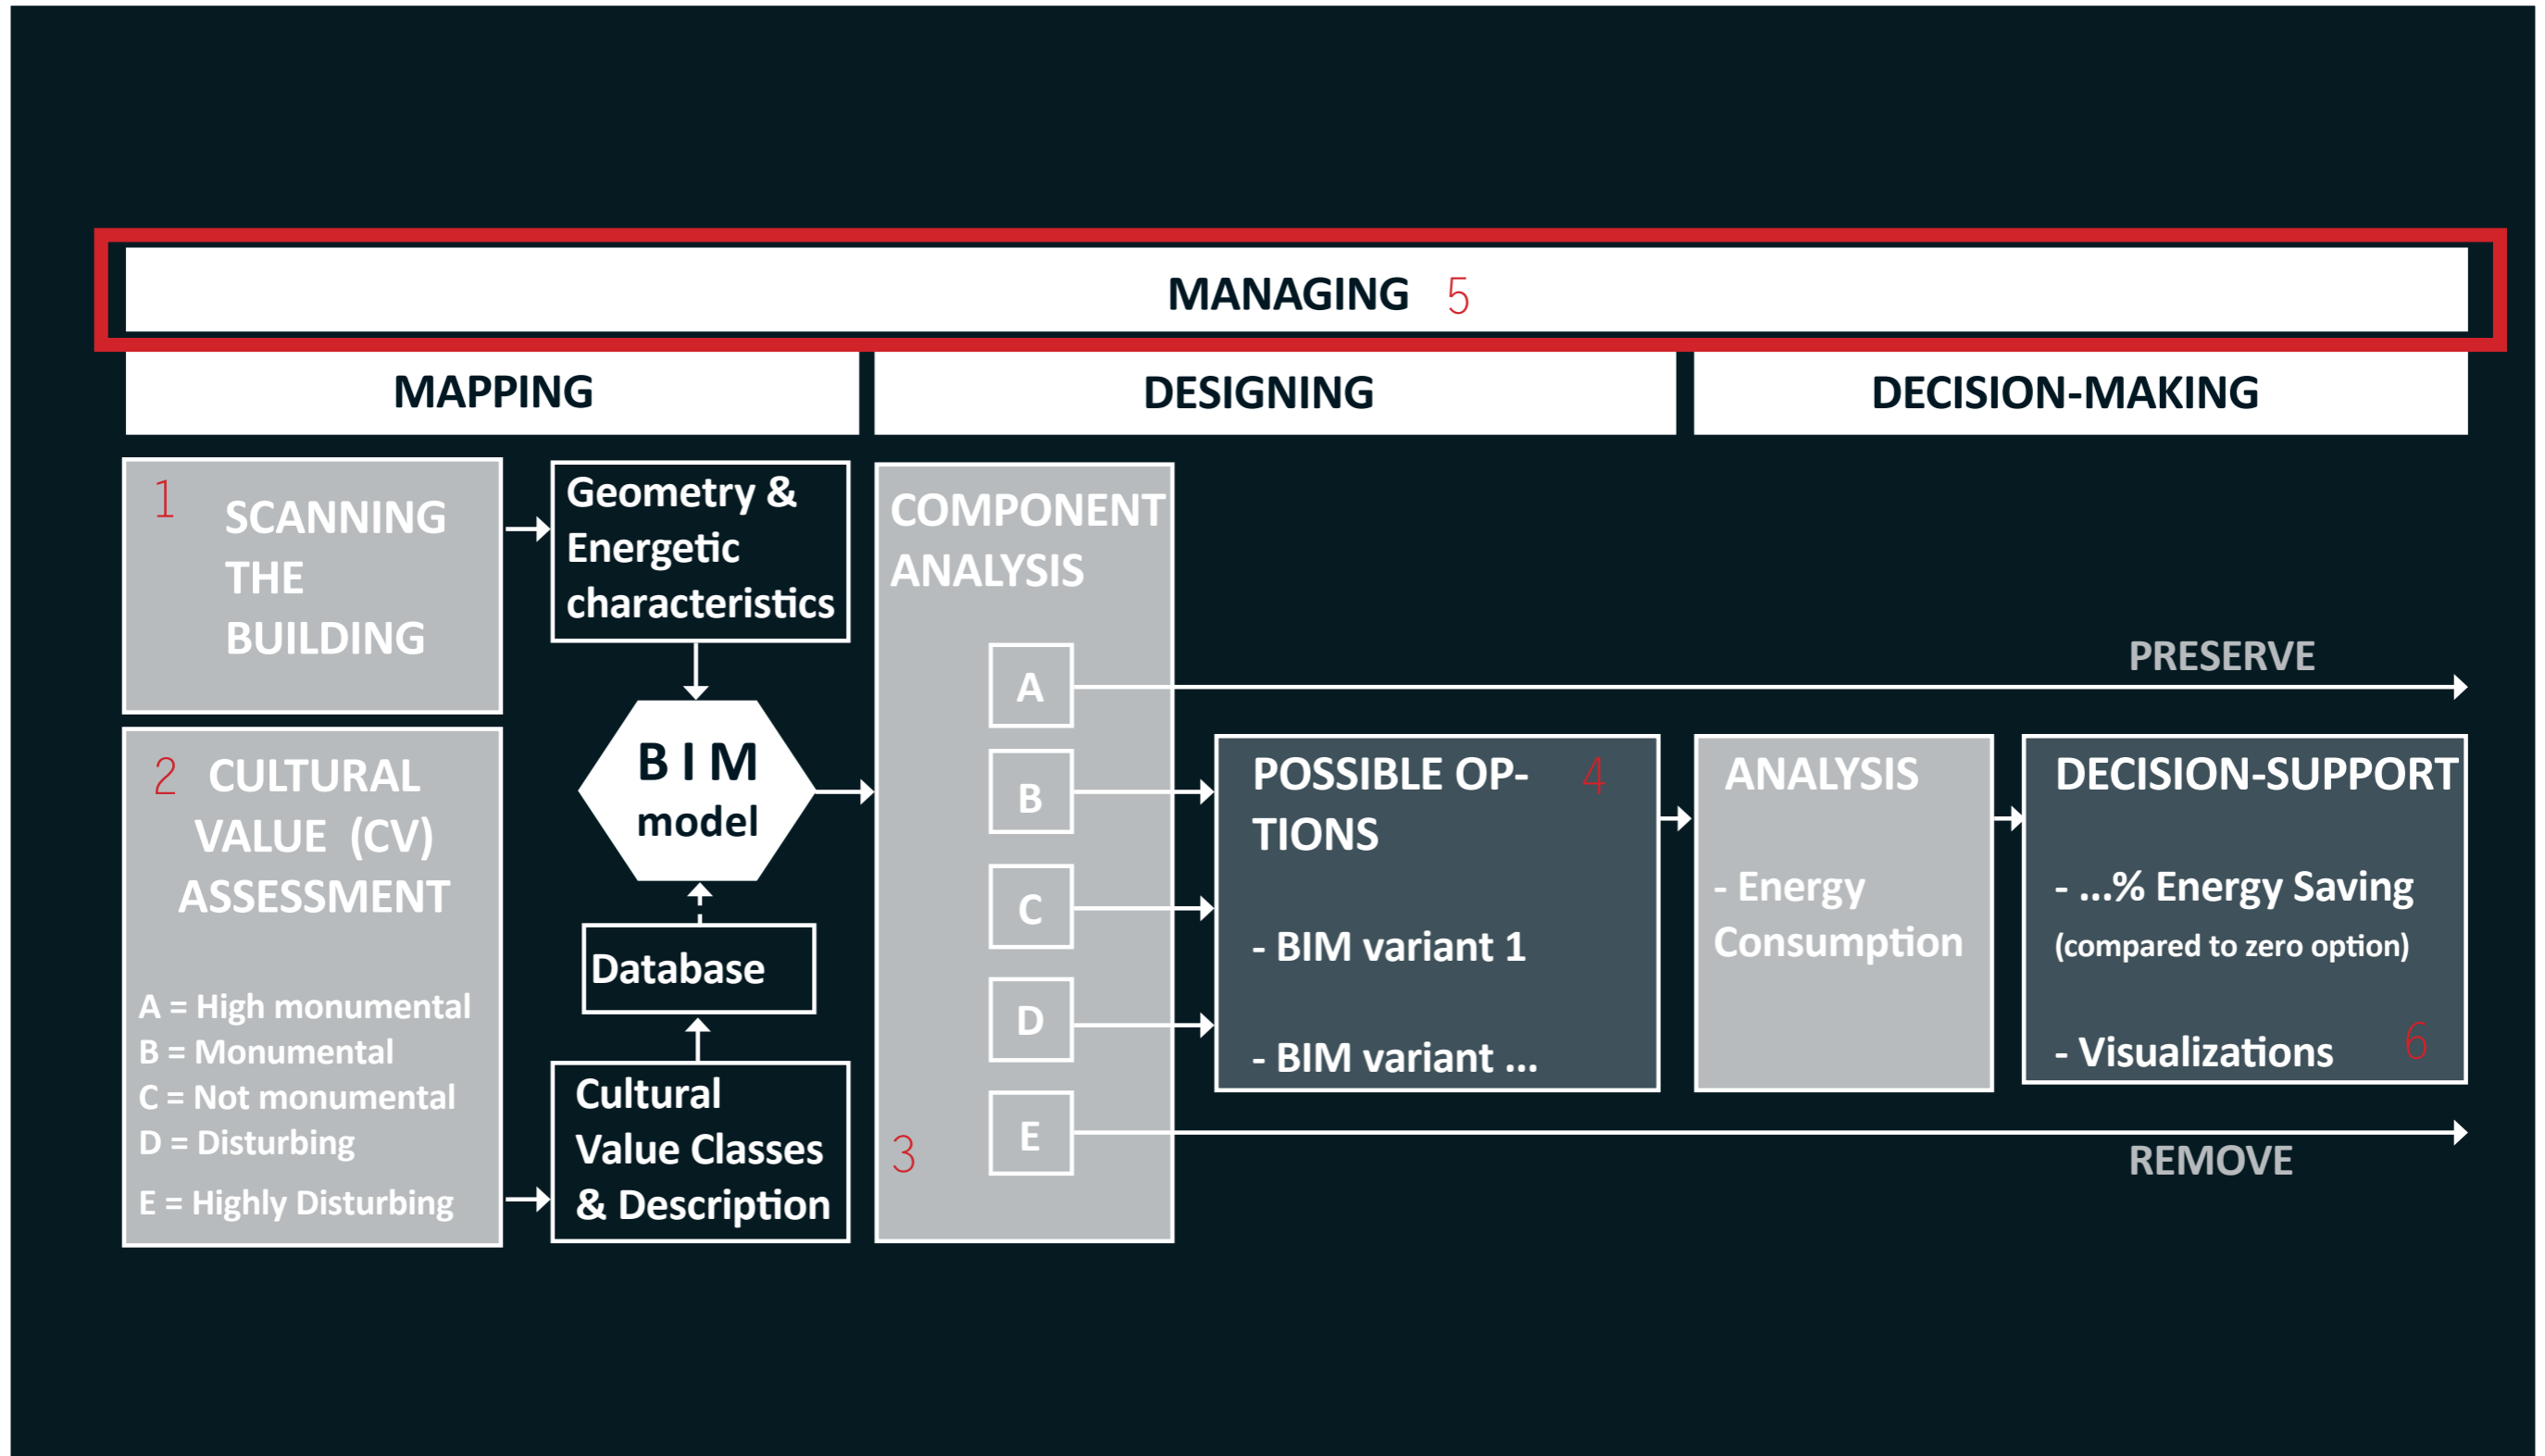 MANAGING 5
MAPPING
DESIGNING
DECISION-MAKING
1 SCANNING
THE
BUILDING
Geometry &
Energetic
characteristics
2 CULTURAL
VALUE (CV)
ASSESSMENT
A = High monumental
B = Monumental
C = Not monumental
D = Disturbing
E = Highly Disturbing
BIM
model
Database
Cultural
Value Classes
& Description
COMPONENT
ANALYSIS
A
B
C
D
E
3
PRESERVE
POSSIBLE OP- 4
TIONS
- BIM variant 1
- BIM variant ...
ANALYSIS
- Energy
Consumption
DECISION-SUPPORT
- ...% Energy Saving
(compared to zero option)
- Visualizations 6
REMOVE